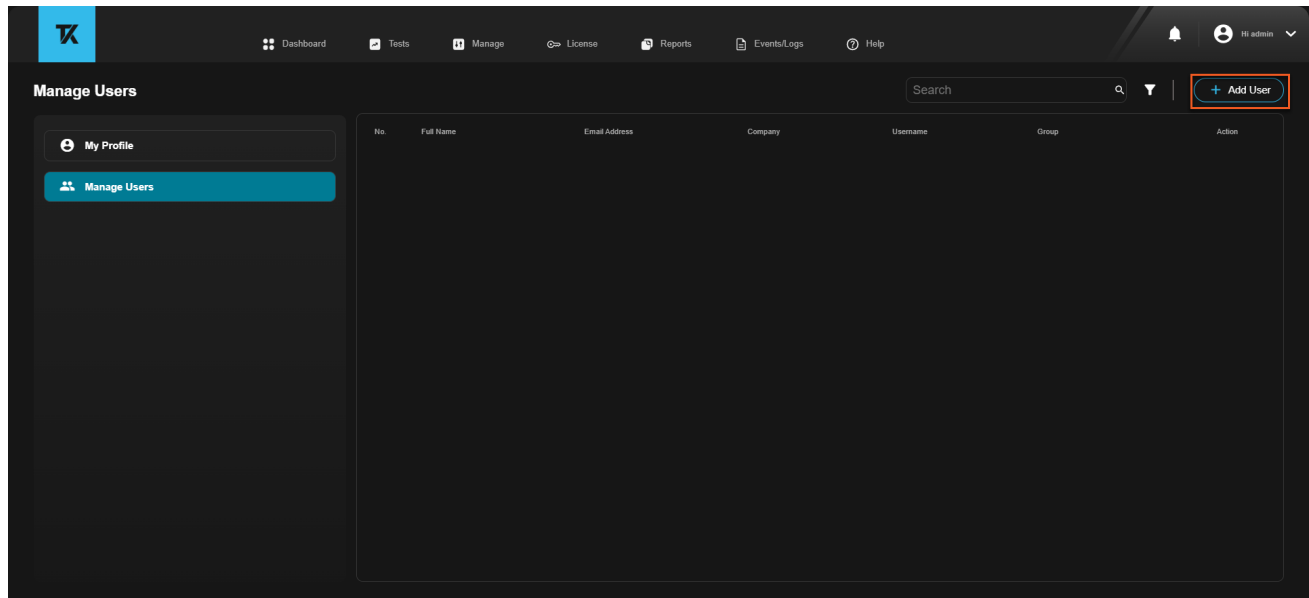 TK
Dashboard Tests Manage License Reports Events/Logs Help Hi admin
Manage Users Search Add User
My Profile
Manage Users
No. Full Name Email Address Company Username Group Action